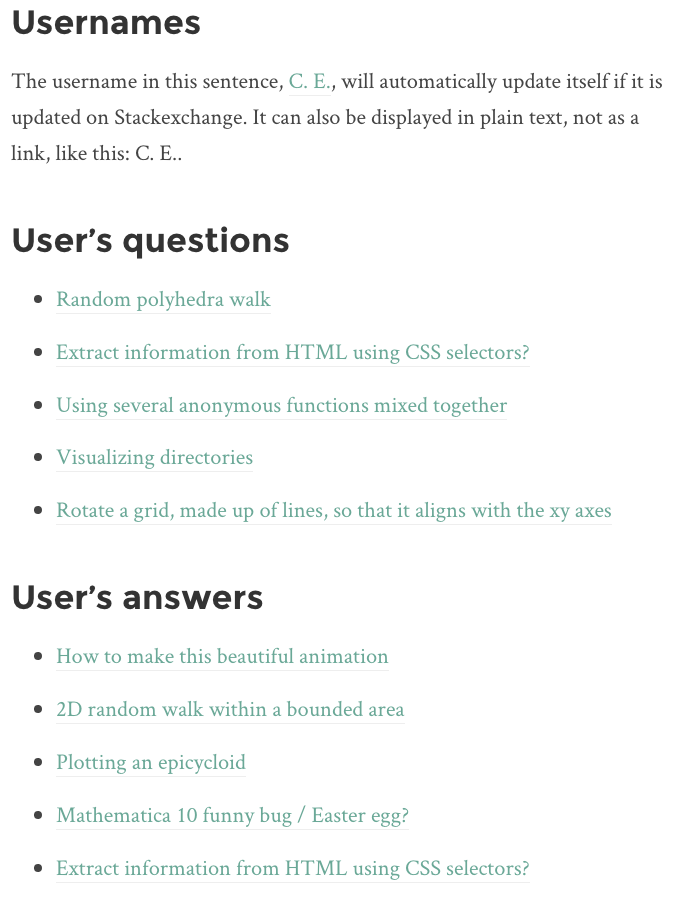 Usernames
The username in this sentence, C. E., will automatically update itself if it is
updated on Stackexchange. It can also be displayed in plain text, not as a
link, like this: C. E..
User’s questions
Random polyhedra walk
Extract information from HTML using CSS selectors?
Using several anonymous functions mixed together
Visualizing directories
Rotate a grid, made up of lines, so that it aligns with the xy axes
User’s answers
How to make this beautiful animation
2D random walk within a bounded area
Plotting an epicycloid
Mathematica 10 funny bug / Easter egg?
Extract information from HTML using CSS selectors?